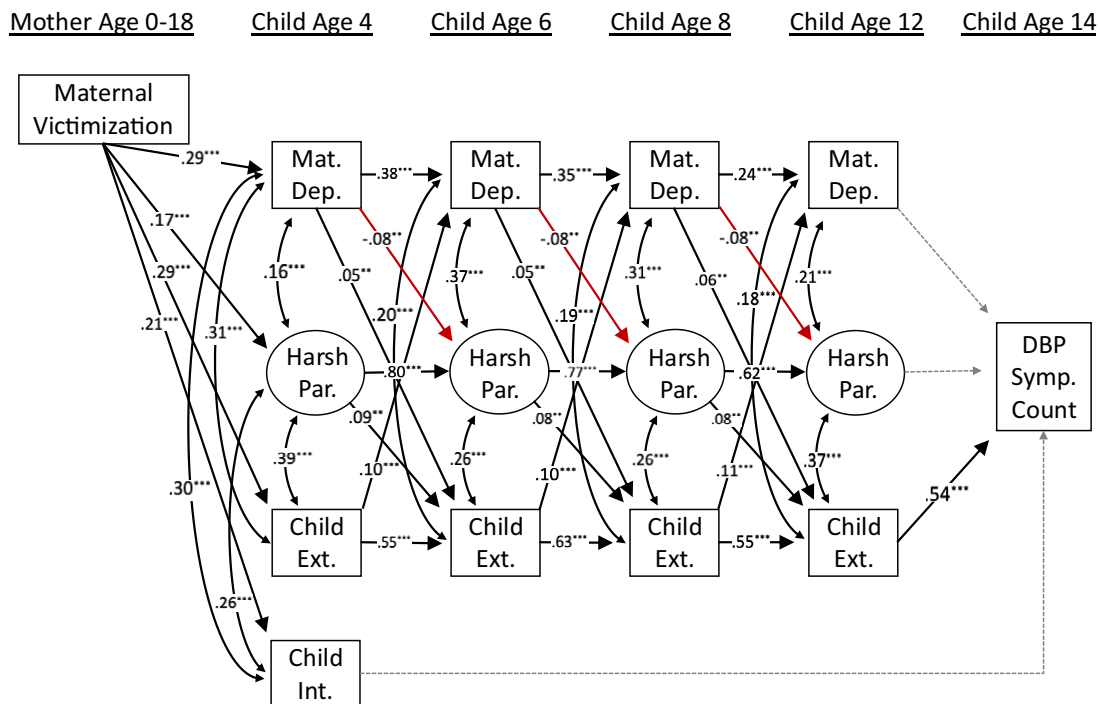 Mother Age 0-18 Child Age 4 Child Age 6 Child Age 8 Child Age 12 Child Age 14
Maternal
Victimization
Mat.
Dep.
Mat.
Dep.
Mat.
Dep.
Mat.
Dep.
.29***
.38***
.35***
.24***
.17***
-.08**
-.08**
-.08**
.29***
.16***
.05**
.37***
.05**
.31***
.06**
.21***
.21***
.31***
.20***
.19***
.18***
Harsh
Par.
Harsh
Par.
Harsh
Par.
Harsh
Par.
.80***
.77***
.62***
DBP
Symp.
Count
.09**
.08**
.08**
.39***
.10***
.26***
.10***
.26***
.11***
.37***
.30***
.54***
Child
Ext.
Child
Ext.
Child
Ext.
Child
Ext.
.55***
.63***
.55***
.26***
Child
Int.